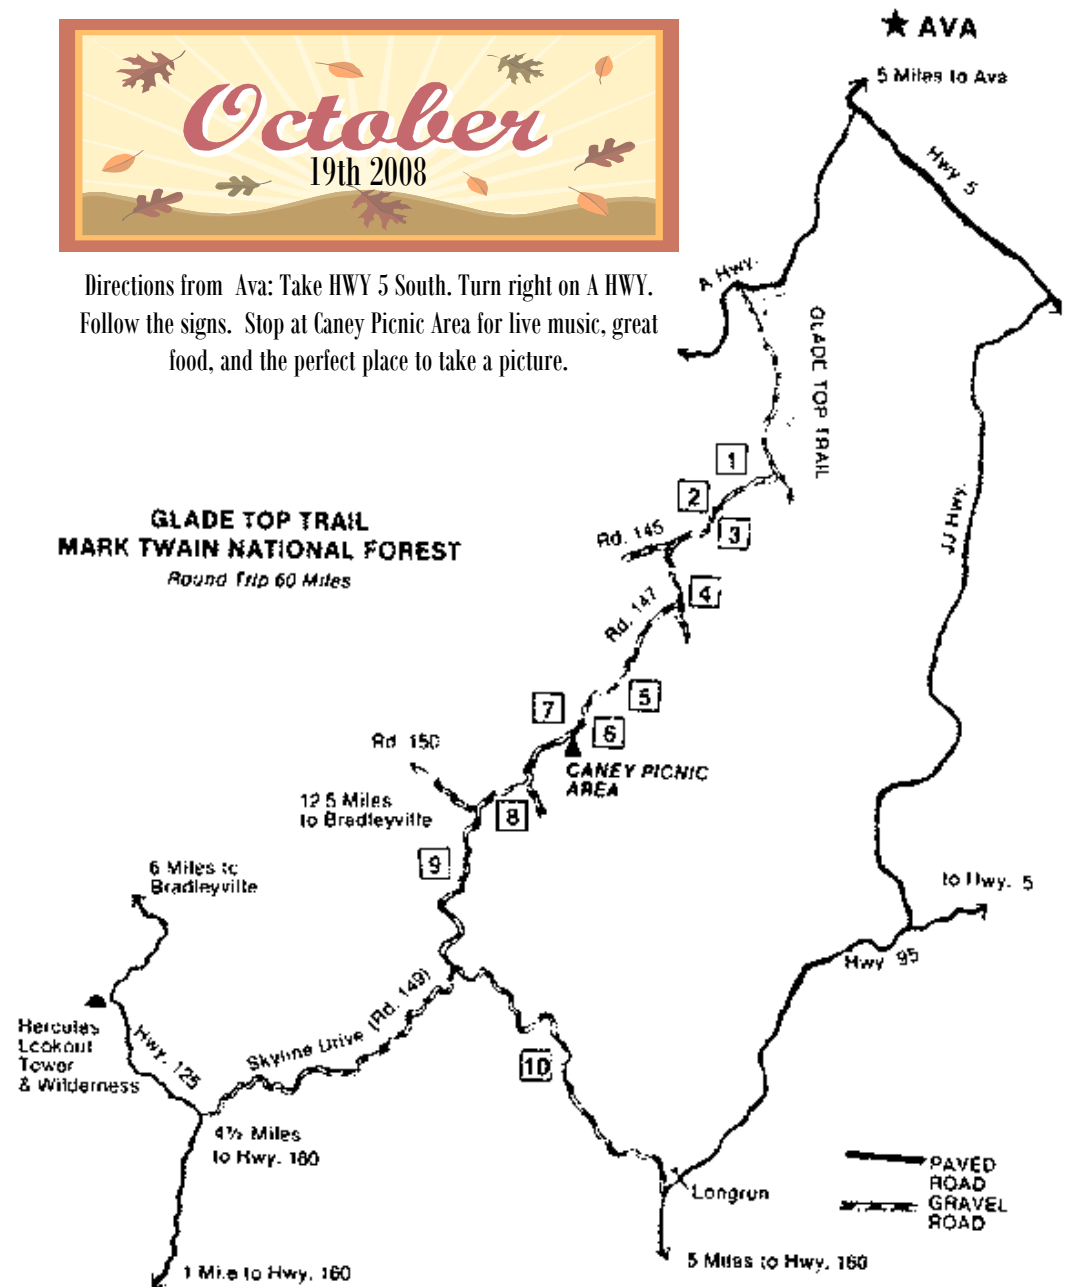 ★ AVA
5 Miles to Ava
October
19th 2008
Hwy 5
Directions from Ava: Take HWY 5 South. Turn right on A HWY.
Follow the signs. Stop at Caney Picnic Area for live music, great
food, and the perfect place to take a picture.
A Hwy.
GLADE TOP TRAIL
1
2
3
GLADE TOP TRAIL
MARK TWAIN NATIONAL FOREST
Round Trip 60 Miles
Rd. 145
JJ Hwy.
4
Rd. 147
5
7
6
Rd 150
CANEY PICNIC
AREA
12.5 Miles
to Bradleyville
8
9
6 Miles to
Bradleyville
to Hwy. 5
Hwy 95
Hercules
Lookout
Tower
& Wilderness
Hwy. 125
Skyline Drive (Rd. 149)
10
4½ Miles
to Hwy. 160
Longrun
PAVED
ROAD
GRAVEL
ROAD
5 Miles to Hwy. 160
1 Mile to Hwy. 160